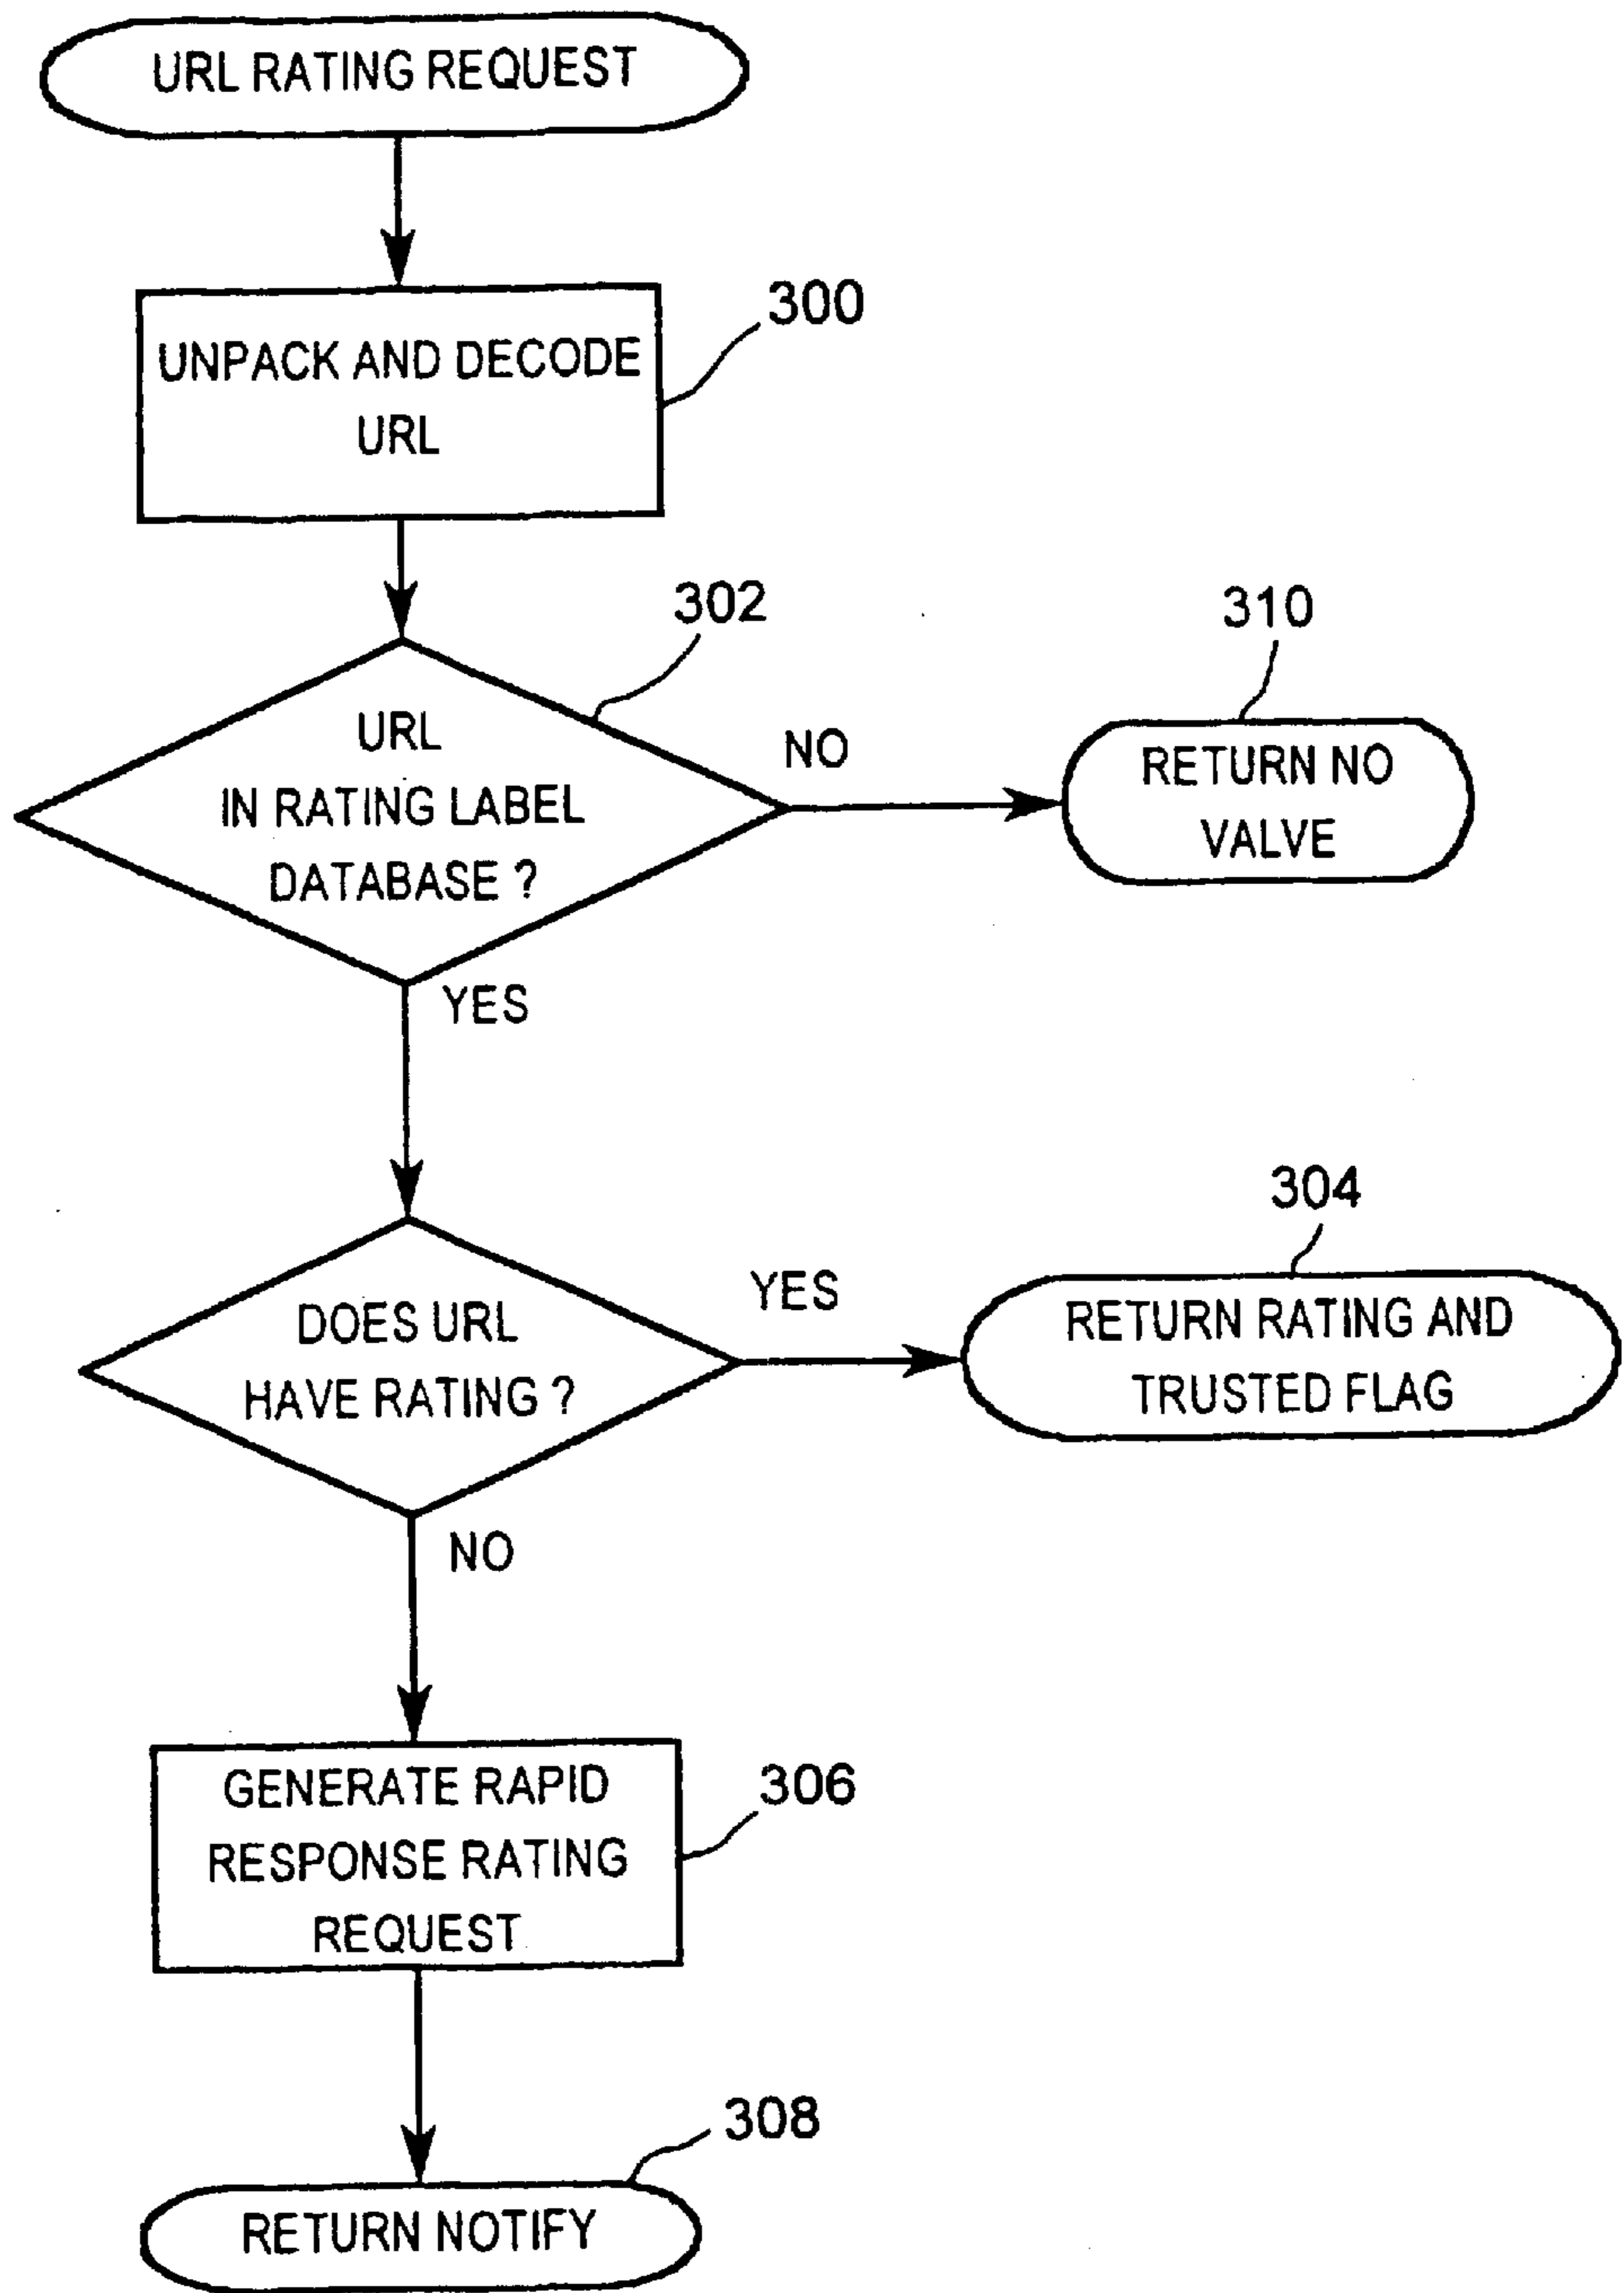 URL RATING REQUEST
300
UNPACK AND DECODE
URL
302
310
URL
IN RATING LABEL
DATABASE ?
NO
RETURN NO
VALVE
YES
304
DOES URL
HAVE RATING ?
YES
RETURN RATING AND
TRUSTED FLAG
NO
GENERATE RAPID
RESPONSE RATING
REQUEST
306
308
RETURN NOTIFY